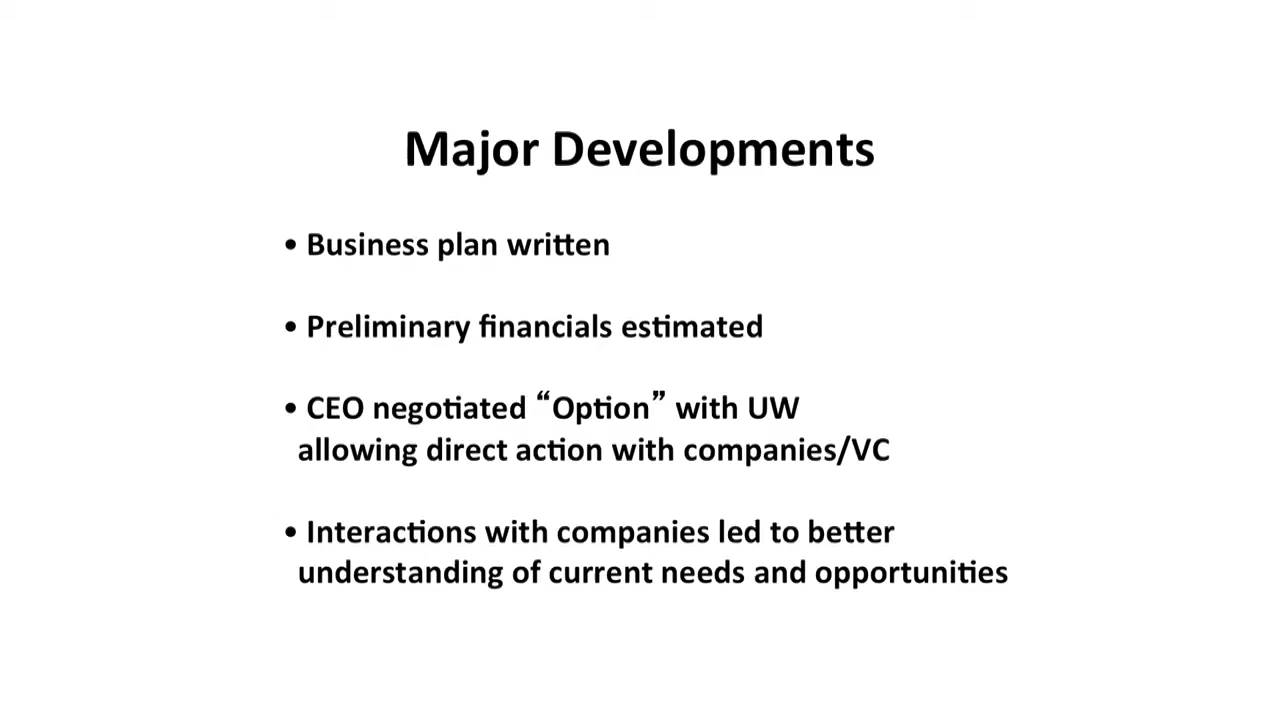 Major Developments
• Business plan written
• Preliminary financials estimated
• CEO negotiated “Option” with UW
allowing direct action with companies/VC
• Interactions with companies led to better
understanding of current needs and opportunities